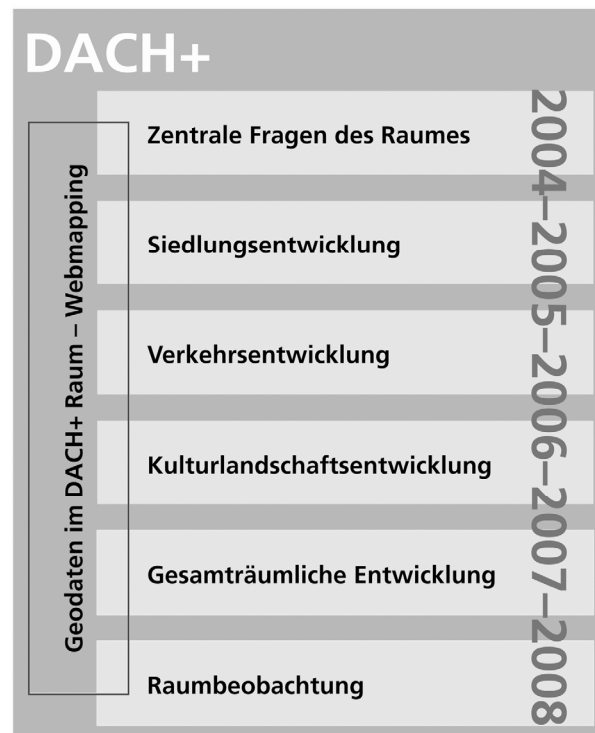 DACH+
Geodaten im DACH+ Raum – Webmapping
Zentrale Fragen des Raumes
Siedlungsentwicklung
Verkehrsentwicklung
Kulturlandschaftsentwicklung
Gesamträumliche Entwicklung
Raumbeobachtung
2004–2005–2006–2007–2008